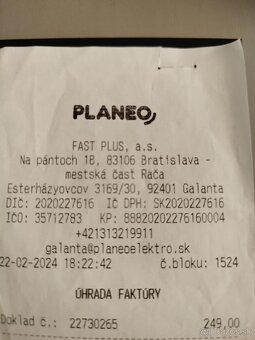 PLANEO
FAST PLUS, a.s.
Na pántoch 18, 83106 Bratislava -
mestská časť Rača
Esterházyovcov 3169/30, 92401 Galanta
DIČ: 2020227616 IČ DPH: SK2020227616
IČO: 35712783 KP: 88820202276160004
+421313219911
galanta@planeoelektro.sk
22-02-2024 18:22:42 č.bloku: 1524
ÚHRADA FAKTÚRY
Doklad č.: 22730265 249,00